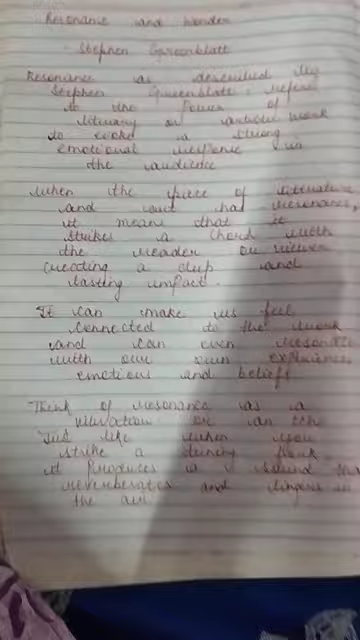 Resonance and wonder
- Stephen Greenblatt
Resonance as described by
Stephen Greenblatt, refers
to the Power of
literary or artistic work
to evoke a strong
emotional response in
the audience
When the piece of literature
and art has resonance,
it means that it
strikes a chord with
the reader or viewer
creating a deep and
lasting impact.
It can make us feel
connected to the work
and can even resonate
with our own experiences
emotions and beliefs
Think of resonance as a
vibration or an
Just like when you
strike a tuning fork
it Produces a sound that
reverberates and lingers in
the air